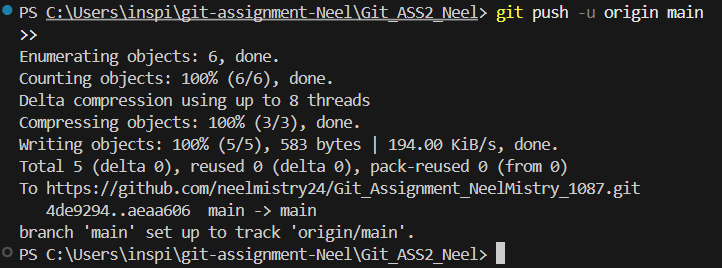 PS C:\Users\inspi\git-assignment-Neel\Git_ASS2_Neel> git push -u origin main
>>
Enumerating objects: 6, done.
Counting objects: 100% (6/6), done.
Delta compression using up to 8 threads
Compressing objects: 100% (3/3), done.
Writing objects: 100% (5/5), 583 bytes | 194.00 KiB/s, done.
Total 5 (delta 0), reused 0 (delta 0), pack-reused 0 (from 0)
To https://github.com/neelmistry24/Git_Assignment_NeelMistry_1087.git
   4de9294..aeaa606  main -> main
branch 'main' set up to track 'origin/main'.
PS C:\Users\inspi\git-assignment-Neel\Git_ASS2_Neel>